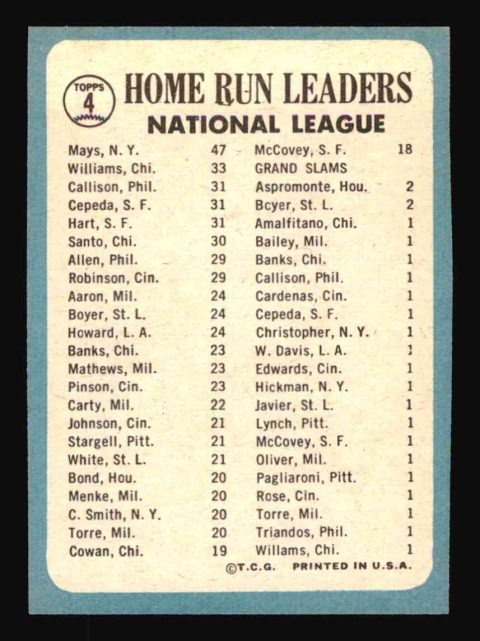 TOPPS
4
HOME RUN LEADERS
NATIONAL LEAGUE
Mays, N. Y. 47
Williams, Chi. 33
Callison, Phil. 31
Cepeda, S. F. 31
Hart, S. F. 31
Santo, Chi. 30
Allen, Phil. 29
Robinson, Cin. 29
Aaron, Mil. 24
Boyer, St. L. 24
Howard, L. A. 24
Banks, Chi. 23
Mathews, Mil. 23
Pinson, Cin. 23
Carty, Mil. 22
Johnson, Cin. 21
Stargell, Pitt. 21
White, St. L. 21
Bond, Hou. 20
Menke, Mil. 20
C. Smith, N. Y. 20
Torre, Mil. 20
Cowan, Chi. 19
McCovey, S. F. 18
GRAND SLAMS
Aspromonte, Hou. 2
Boyer, St. L. 2
Amalfitano, Chi. 1
Bailey, Mil. 1
Banks, Chi. 1
Callison, Phil. 1
Cardenas, Cin. 1
Cepeda, S. F. 1
Christopher, N. Y. 1
W. Davis, L. A. 1
Edwards, Cin. 1
Hickman, N. Y. 1
Javier, St. L. 1
Lynch, Pitt. 1
McCovey, S. F. 1
Oliver, Mil. 1
Pagliaroni, Pitt. 1
Rose, Cin. 1
Torre, Mil. 1
Triandos, Phil. 1
Willams, Chi. 1
©T.C.G. PRINTED IN U.S.A.